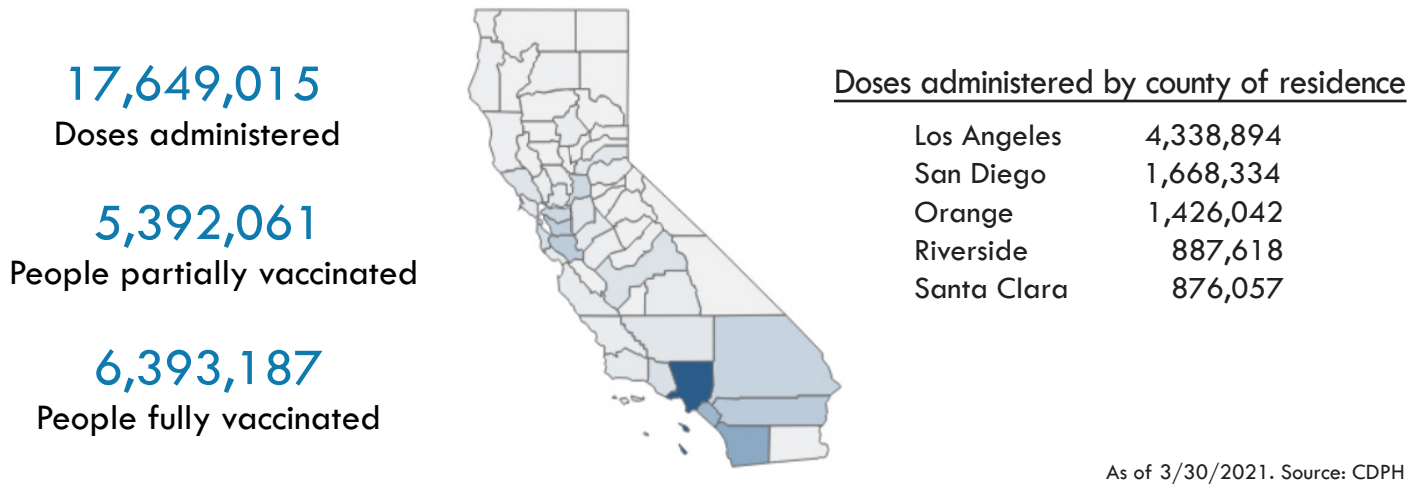 17,649,015
Doses administered
5,392,061
People partially vaccinated
6,393,187
People fully vaccinated
Doses administered by county of residence
Los Angeles 4,338,894
San Diego 1,668,334
Orange 1,426,042
Riverside 887,618
Santa Clara 876,057
As of 3/30/2021. Source: CDPH